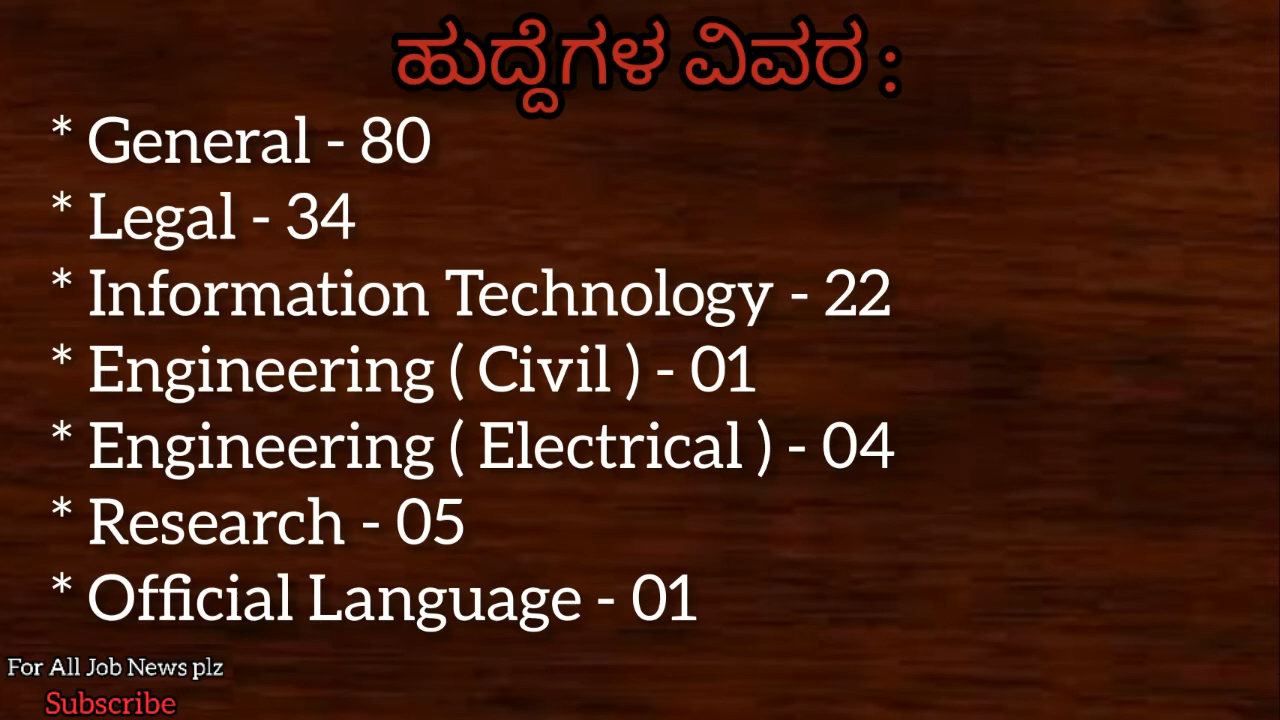 ಹುದ್ದೆಗಳ ವಿವರ :
* General - 80
* Legal - 34
* Information Technology - 22
* Engineering ( Civil ) - 01
* Engineering ( Electrical ) - 04
* Research - 05
* Official Language - 01
For All Job News plz
Subscribe